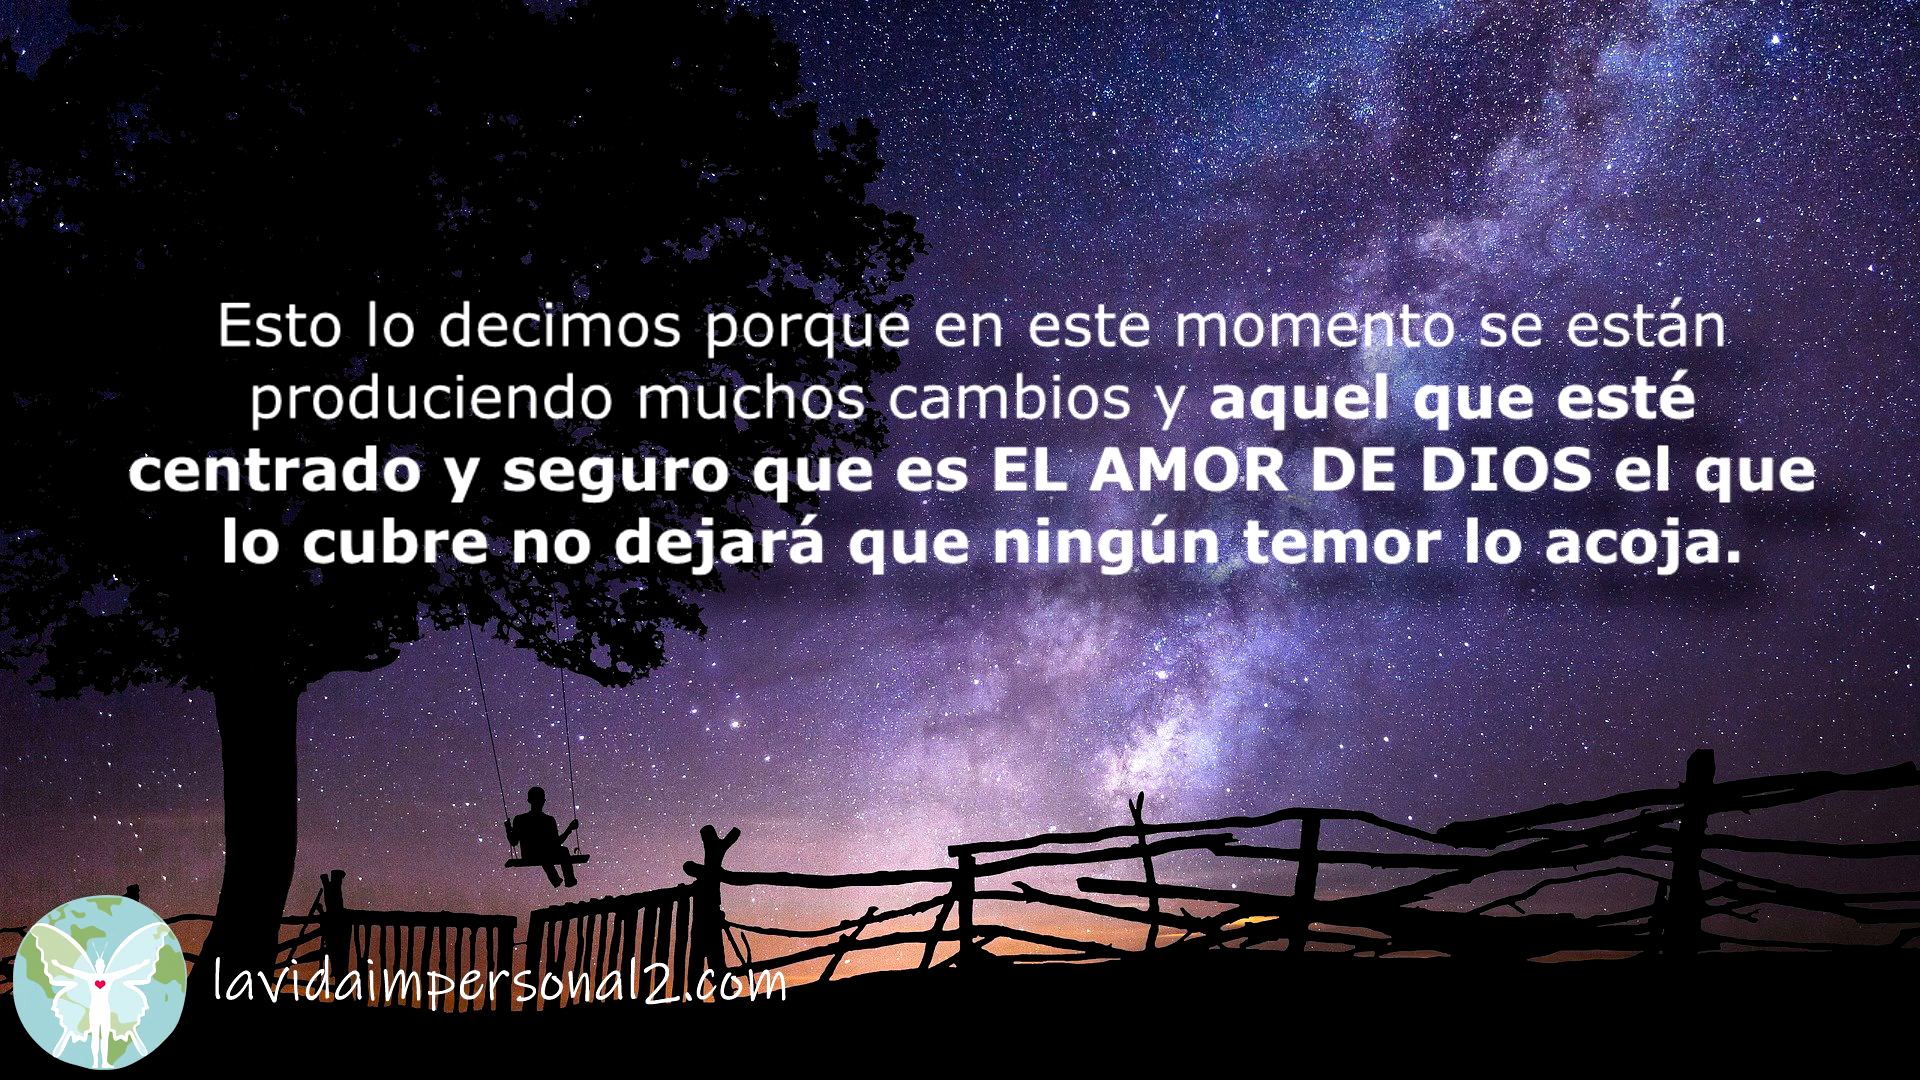 Esto lo decimos porque en este momento se están
produciendo muchos cambios y aquel que esté
centrado y seguro que es EL AMOR DE DIOS el que
lo cubre no dejará que ningún temor lo acoja.
lavidaimpersonal2.com